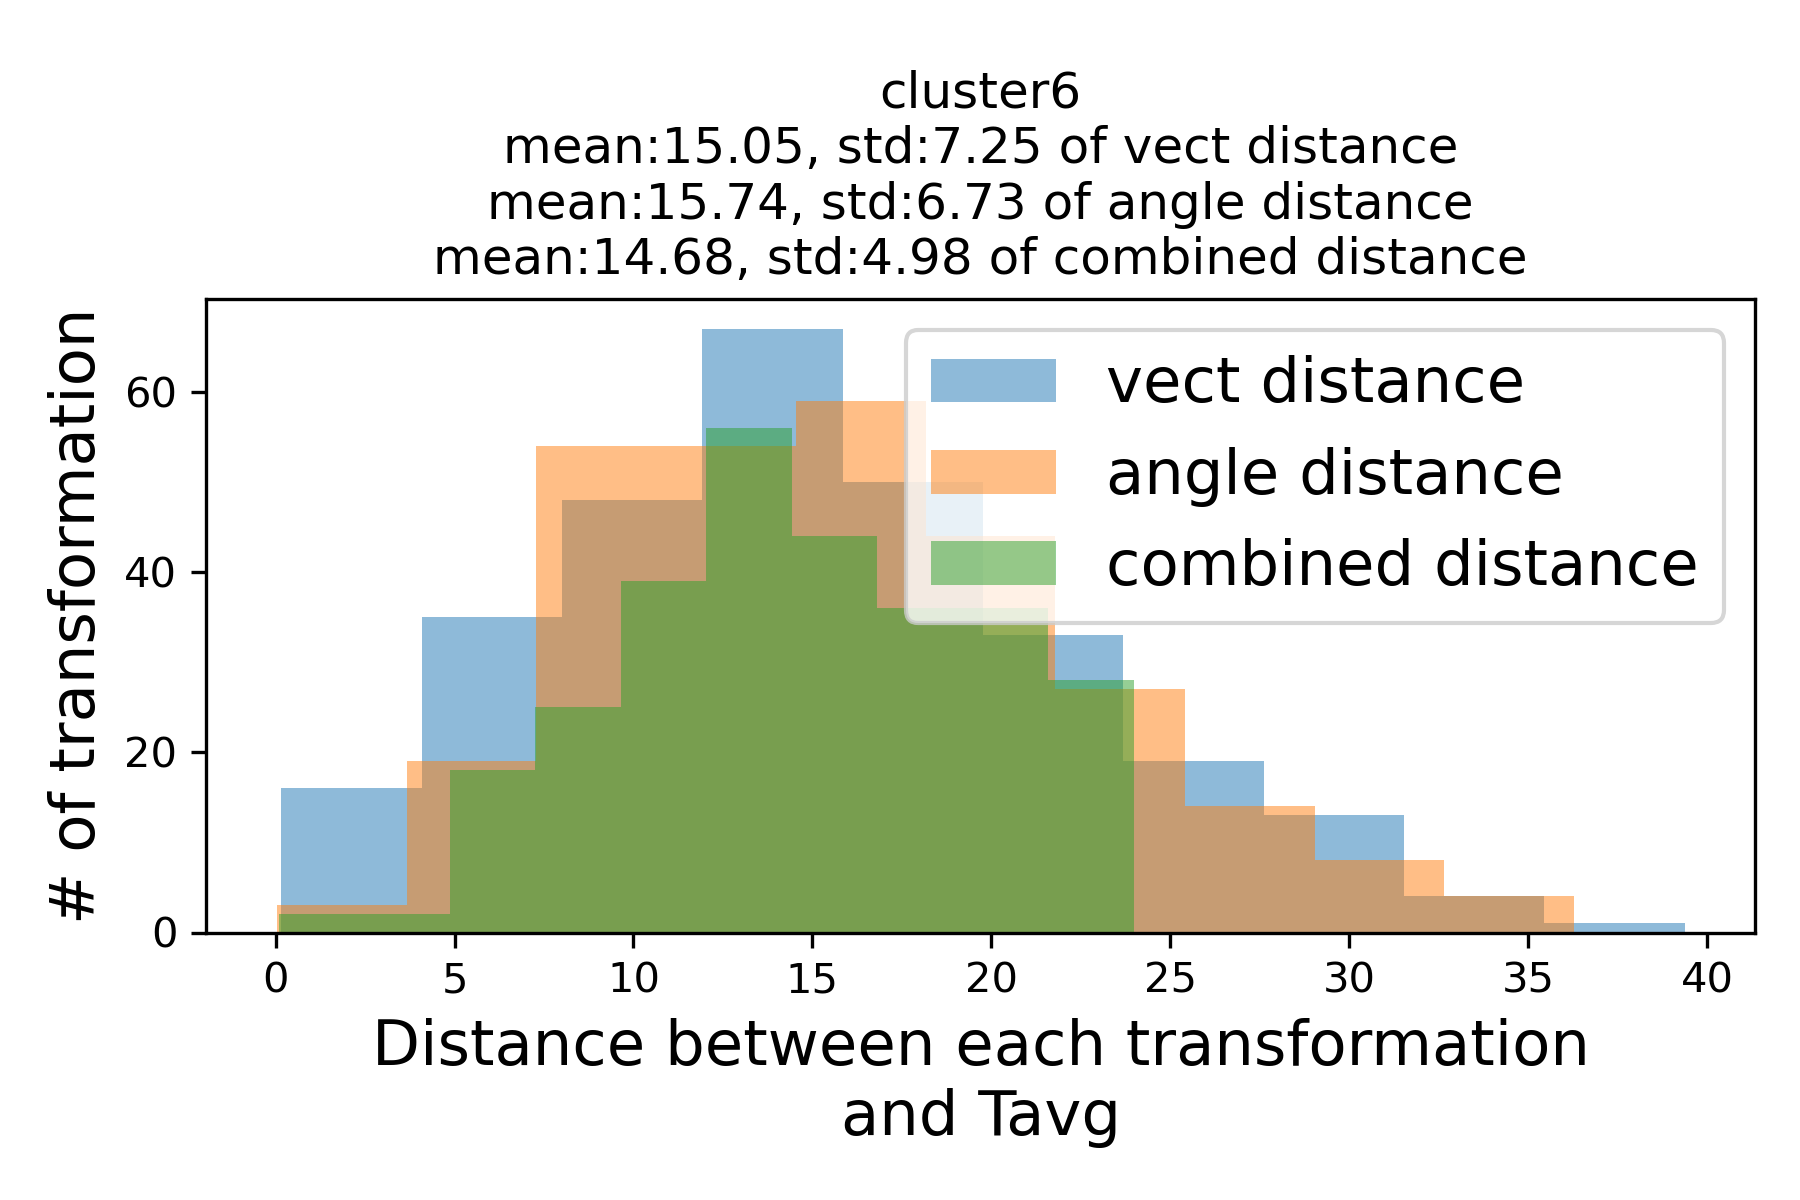 cluster6
mean:15.05, std:7.25 of vect distance
mean:15.74, std:6.73 of angle distance
mean:14.68, std:4.98 of combined distance
# of transformation
60
40
20
0
vect distance
angle distance
combined distance
0 5 10 15 20 25 30 35 40
Distance between each transformation
and Tavg